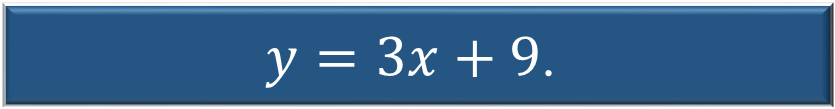 y = 3x + 9.